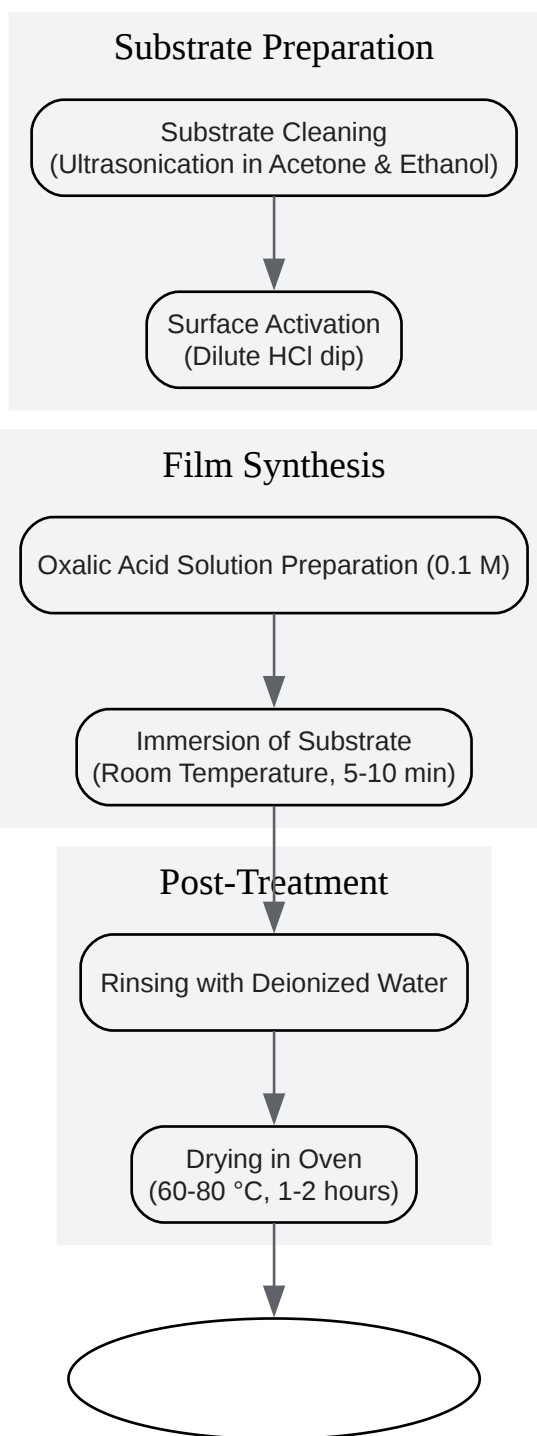 Substrate Preparation
Substrate Cleaning
(Ultrasonication in Acetone & Ethanol)
Surface Activation
(Dilute HCl dip)
Film Synthesis
Oxalic Acid Solution Preparation (0.1 M)
Immersion of Substrate
(Room Temperature, 5-10 min)
Post-Treatment
Rinsing with Deionized Water
Drying in Oven
(60-80 °C, 1-2 hours)